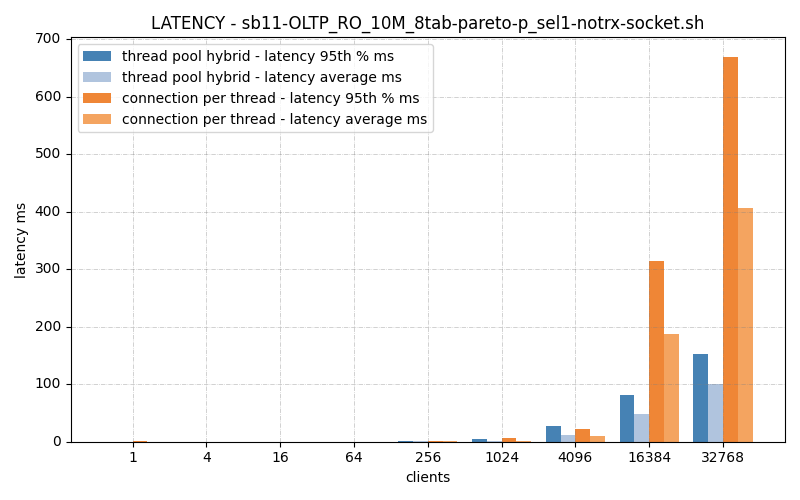 LATENCY - sb11-OLTP_RO_10M_8tab-pareto-p_sel1-notrx-socket.sh
thread pool hybrid - latency 95th % ms
thread pool hybrid - latency average ms
connection per thread - latency 95th % ms
connection per thread - latency average ms
latency ms
700
600
500
400
300
200
100
0
1 4 16 64 256 1024 4096 16384 32768
clients